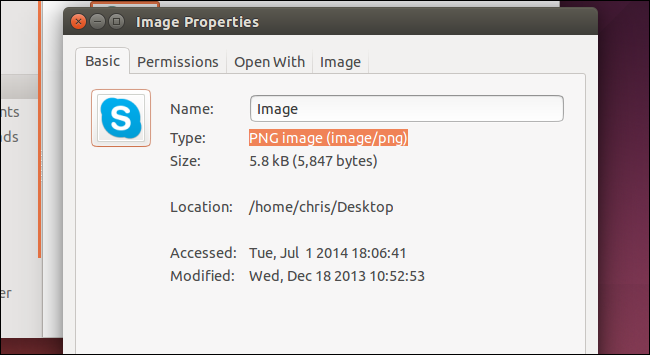 Image Properties
Basic Permissions Open With Image
S
Name: Image
Type: PNG image (image/png)
Size: 5.8 kB (5,847 bytes)
Location: /home/chris/Desktop
Accessed: Tue, Jul 1 2014 18:06:41
Modified: Wed, Dec 18 2013 10:52:53
nts
ds
er